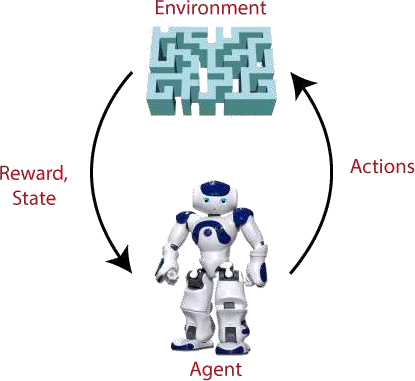 Environment
Reward,
State
Actions
Agent